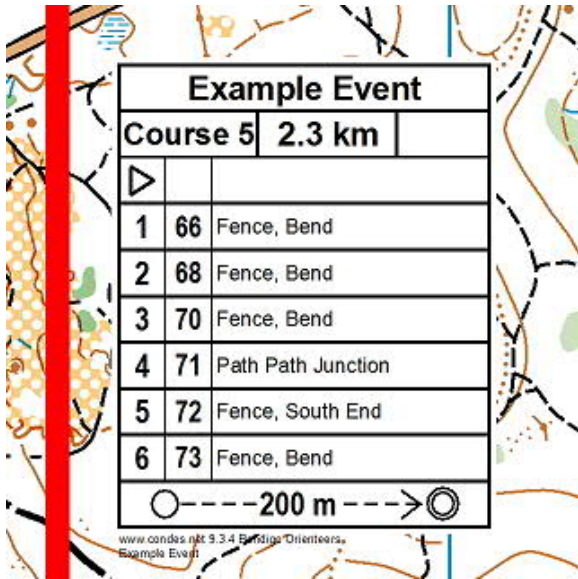 Example Event
Course 5 2.3 km
1 66 Fence, Bend
2 68 Fence, Bend
3 70 Fence, Bend
4 71 Path Path Junction
5 72 Fence, South End
6 73 Fence, Bend
200 m
www.condes.net 9.3.4 Bendigo Orienteers
Example Event